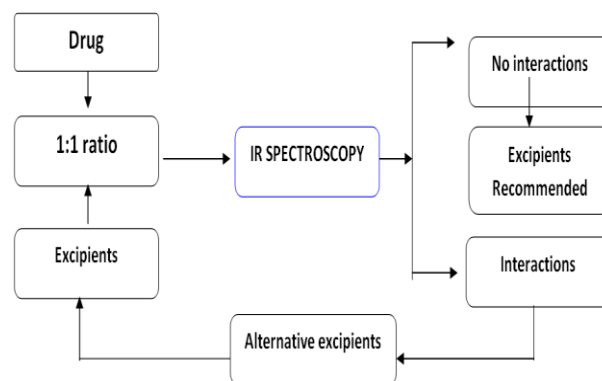 Drug
1:1 ratio
Excipients
IR SPECTROSCOPY
No interactions
Excipients
Recommended
Interactions
Alternative excipients